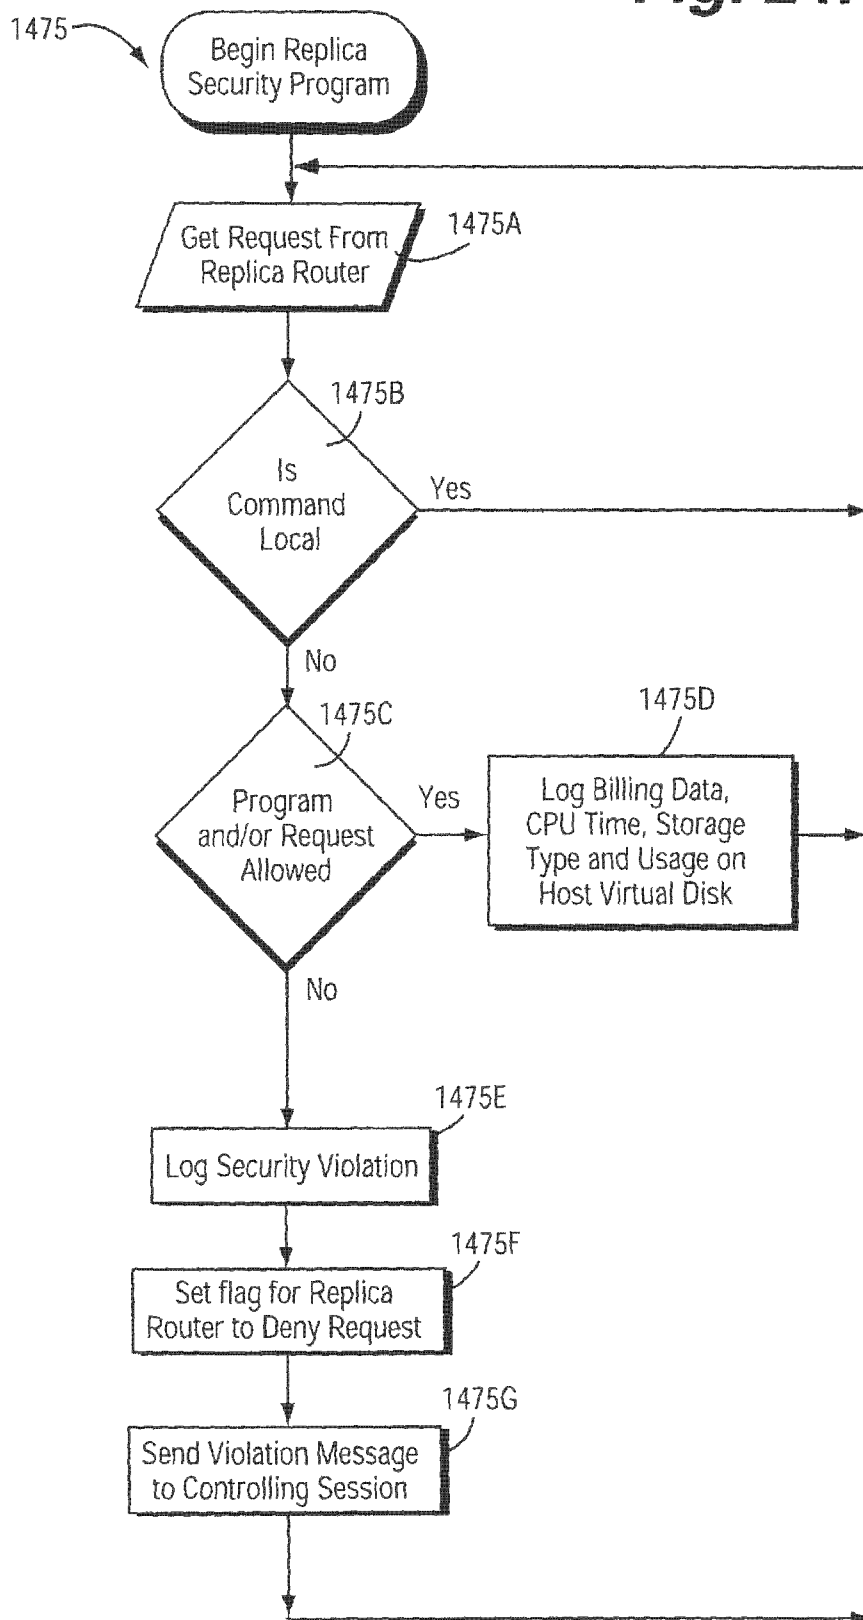 1475
Begin Replica
Security Program
Get Request From
Replica Router
1475A
1475B
Is
Command
Local
Yes
No
1475C
Program
and/or Request
Allowed
Yes
1475D
Log Billing Data,
CPU Time, Storage
Type and Usage on
Host Virtual Disk
No
1475E
Log Security Violation
1475F
Set flag for Replica
Router to Deny Request
1475G
Send Violation Message
to Controlling Session